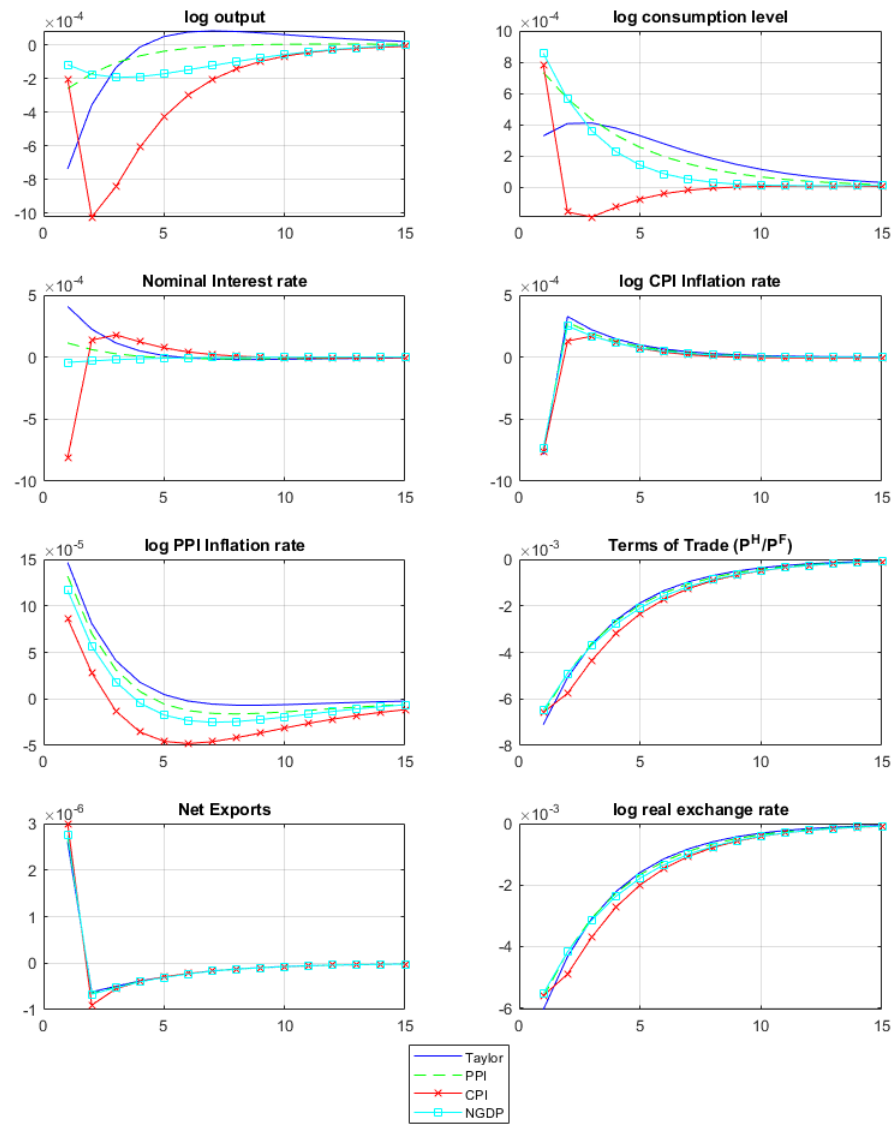 log output
×10⁻⁴
0
-2
-4
-6
-8
-10
0 5 10 15
log consumption level
10 ×10⁻⁴
8
6
4
2
0
0 5 10 15
Nominal Interest rate
5 ×10⁻⁴
0
-5
-10
0 5 10 15
log CPI Inflation rate
5 ×10⁻⁴
0
-5
-10
0 5 10 15
log PPI Inflation rate
15 ×10⁻⁵
10
5
0
-5
0 5 10 15
Terms of Trade (Pᴴ/Pꟳ)
0 ×10⁻³
-2
-4
-6
-8
0 5 10 15
Net Exports
3 ×10⁻⁶
2
1
0
-1
0 5 10 15
log real exchange rate
0 ×10⁻³
-2
-4
-6
0 5 10 15
Taylor
PPI
CPI
NGDP